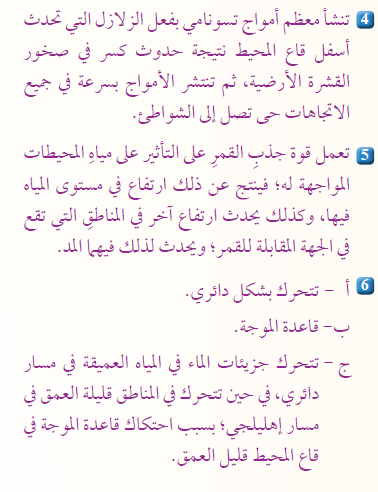 4 تنشأ معظم أمواج تسونامي بفعل الزلازل التي تحدث
أسفل قاع المحيط نتيجة حدوث كسر في صخور
القشرة الأرضية، ثم تنتشر الأمواج بسرعة في جميع
الاتجاهات حى تصل إلى الشواطئ.
5 تعمل قوة جذبِ القمرِ على التأثير على مياهِ المحيطات
المواجهة له؛ فينتج عن ذلك ارتفاع في مستوى المياه
فيها، وكذلك يحدث ارتفاع آخر في المناطقِ التي تقع
في الجهة المقابلة للقمر؛ ويحدث لذلك فيهما المد.
6 أ - تتحرك بشكل دائري.
ب- قاعدة الموجة.
ج - تتحرك جزيئات الماء في المياه العميقة في مسار
دائري، في حين تتحرك في المناطق قليلة العمق في
مسار إهليلجي؛ بسبب احتكاك قاعدة الموجة في
قاع المحيط قليل العمق.